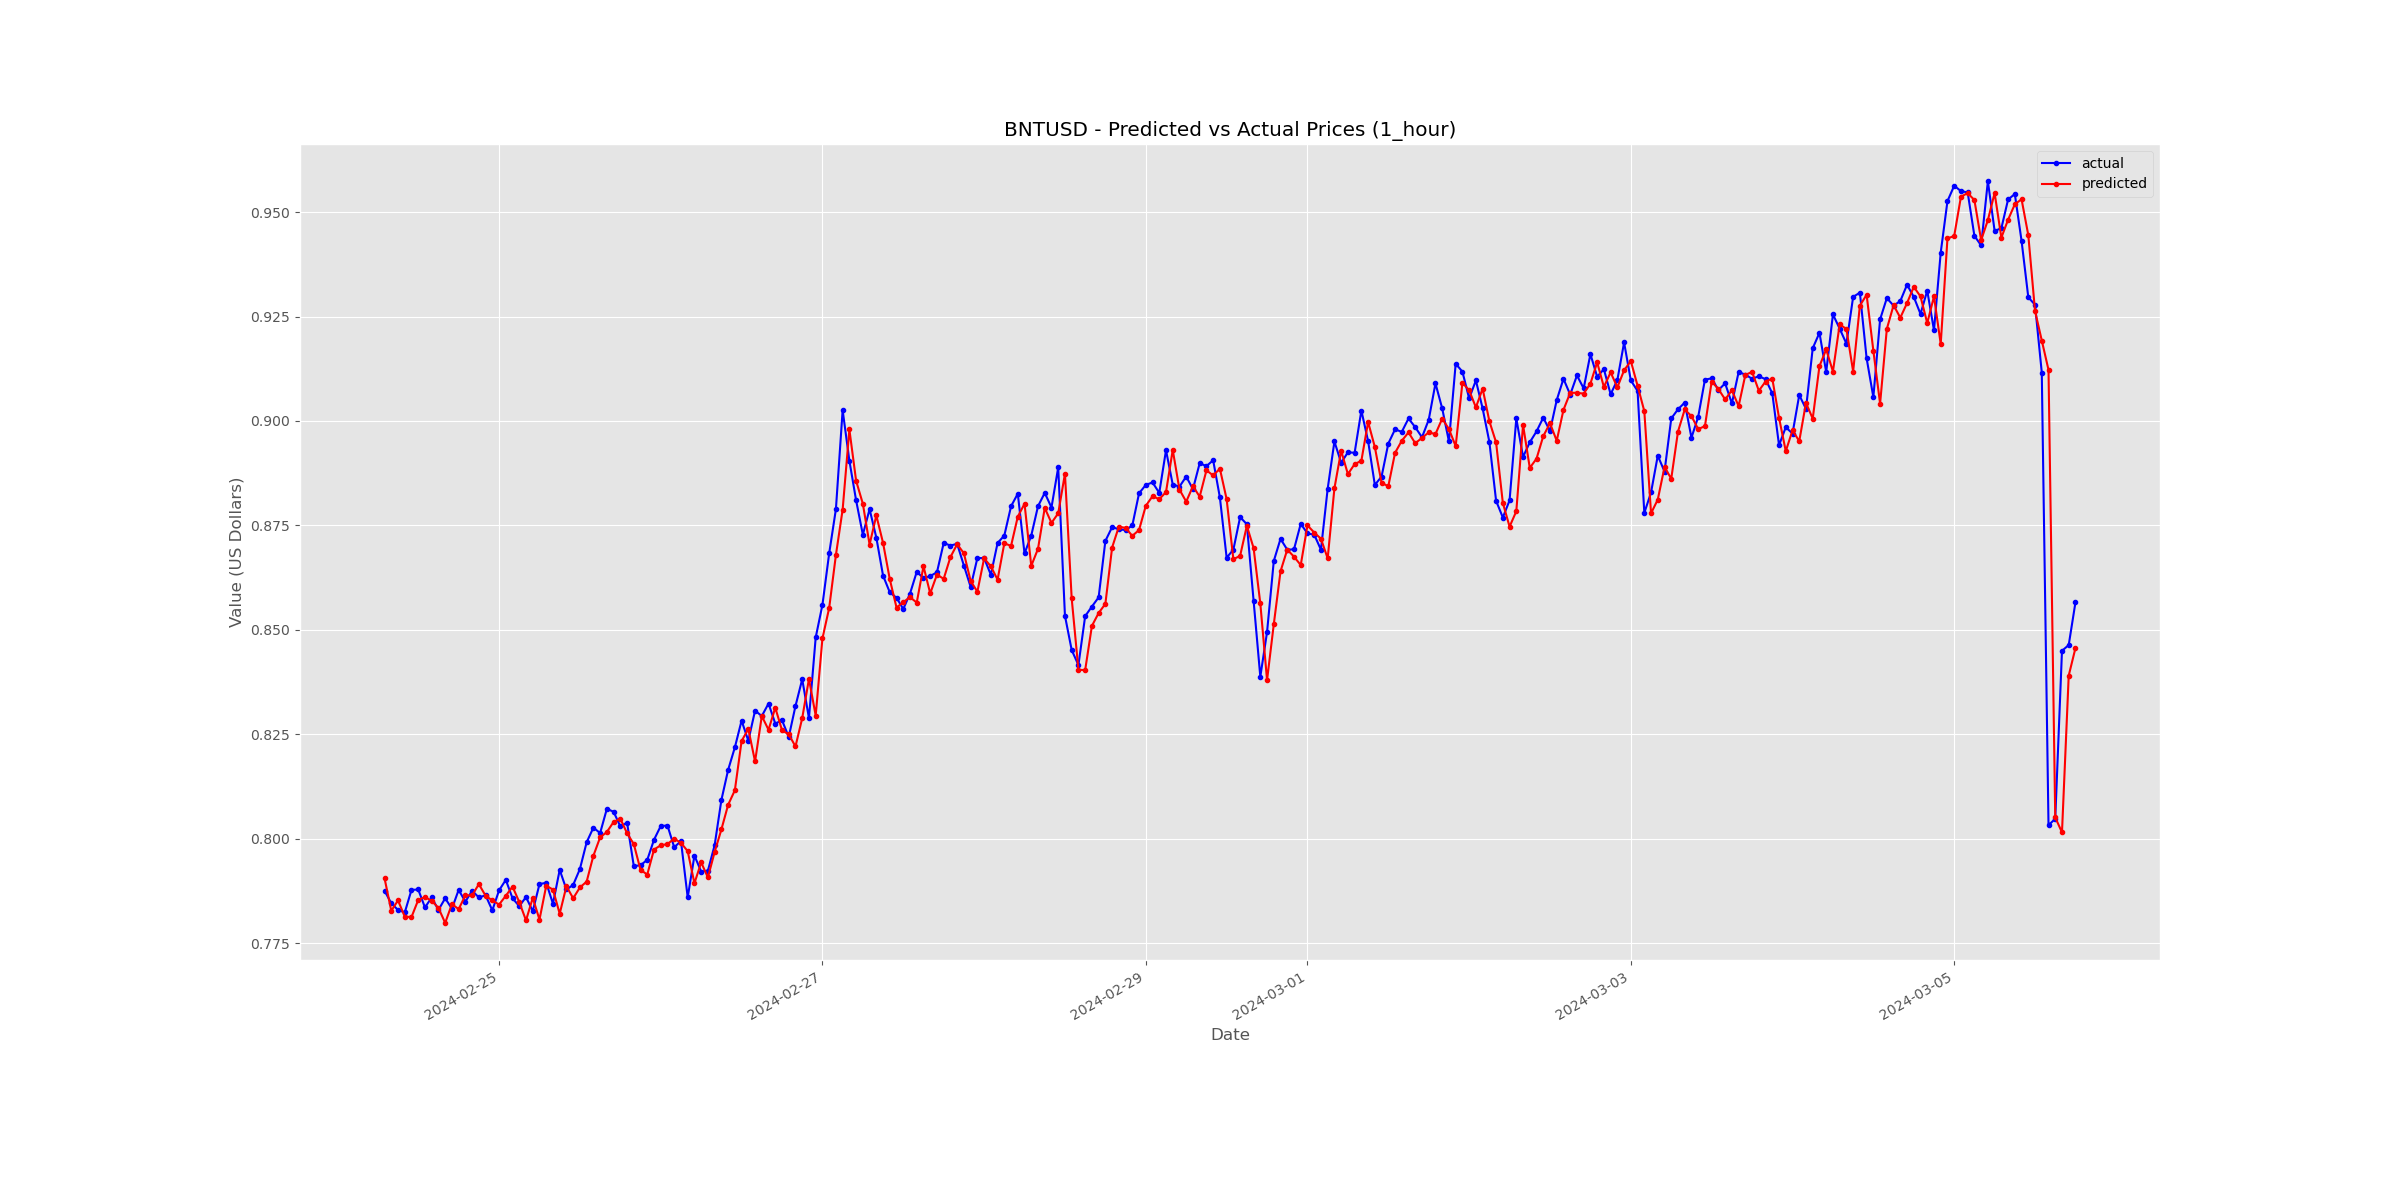 BNTUSD - Predicted vs Actual Prices (1_hour)
actual
predicted
0.950
0.925
0.900
0.875
0.850
0.825
0.800
0.775
Value (US Dollars)
2024-02-25
2024-02-27
2024-02-29
2024-03-01
2024-03-03
2024-03-05
Date